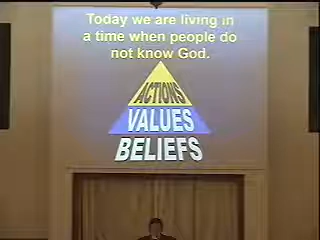 Today we are living in
a time when people do
not know God.
ACTIONS
VALUES
BELIEFS